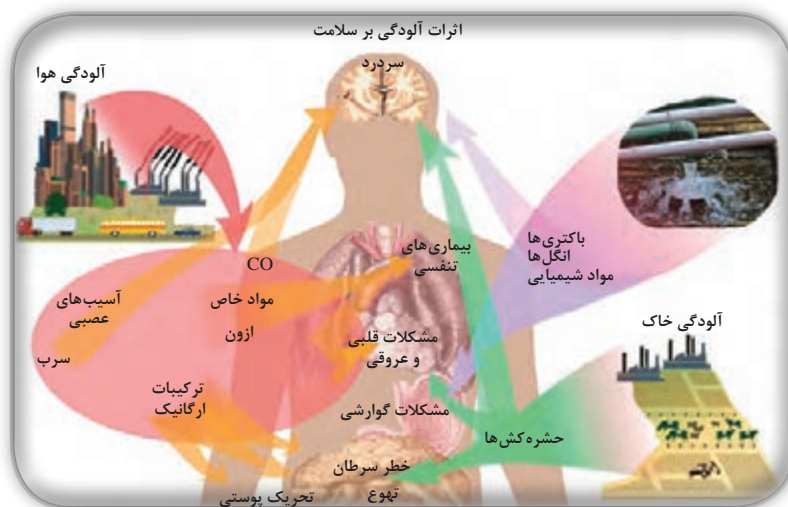 اثرات آلودگی بر سلامت
سردرد
آلودگی هوا
CO
مواد خاص
ازون
آسیب‌های
عصبی
سرب
ترکیبات
ارگانیک
بیماری‌های
تنفسی
مشکلات قلبی
و عروقی
مشکلات گوارشی
خطر سرطان
تهوع
تحریک پوستی
باکتری‌ها
انگل‌ها
مواد شیمیایی
آلودگی خاک
حشره‌کش‌ها